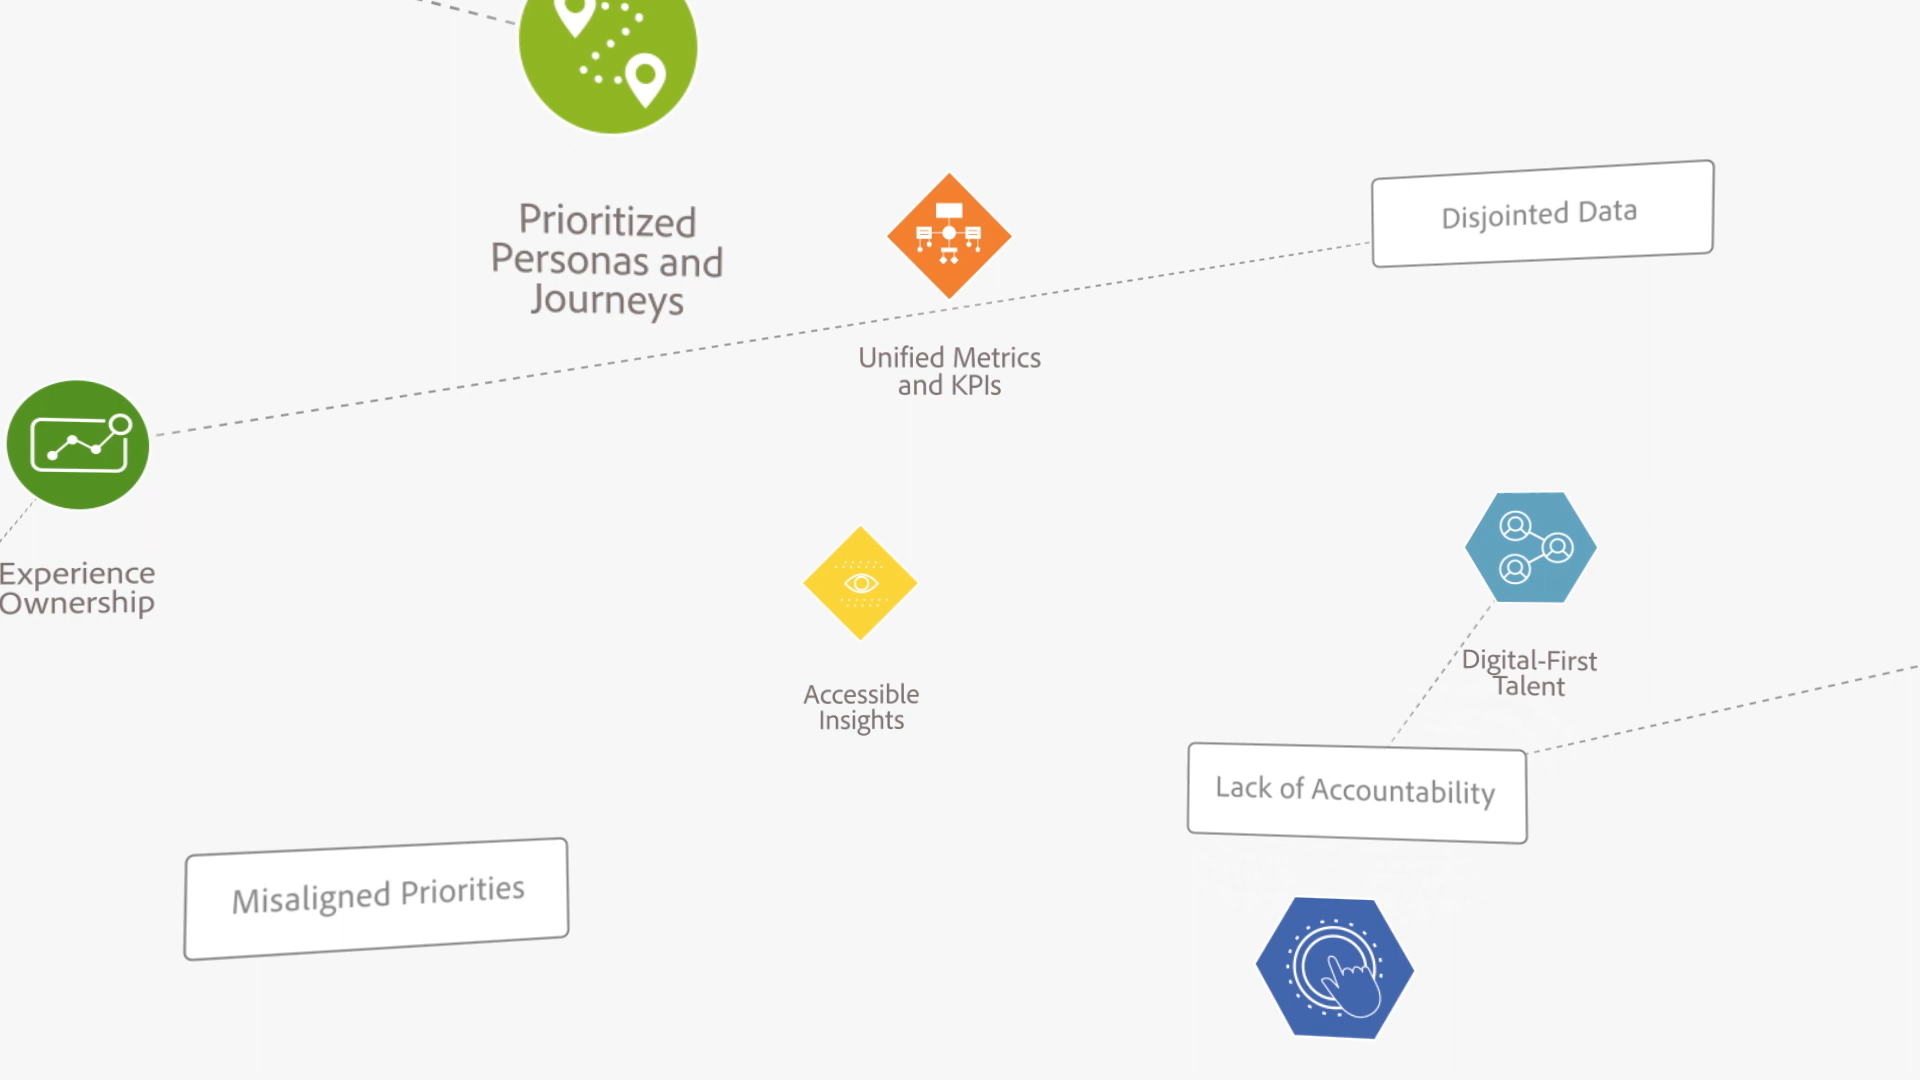 Prioritized
Personas and
Journeys
Disjointed Data
Unified Metrics
and KPIs
Experience
Ownership
Accessible
Insights
Digital-First
Talent
Lack of Accountability
Misaligned Priorities